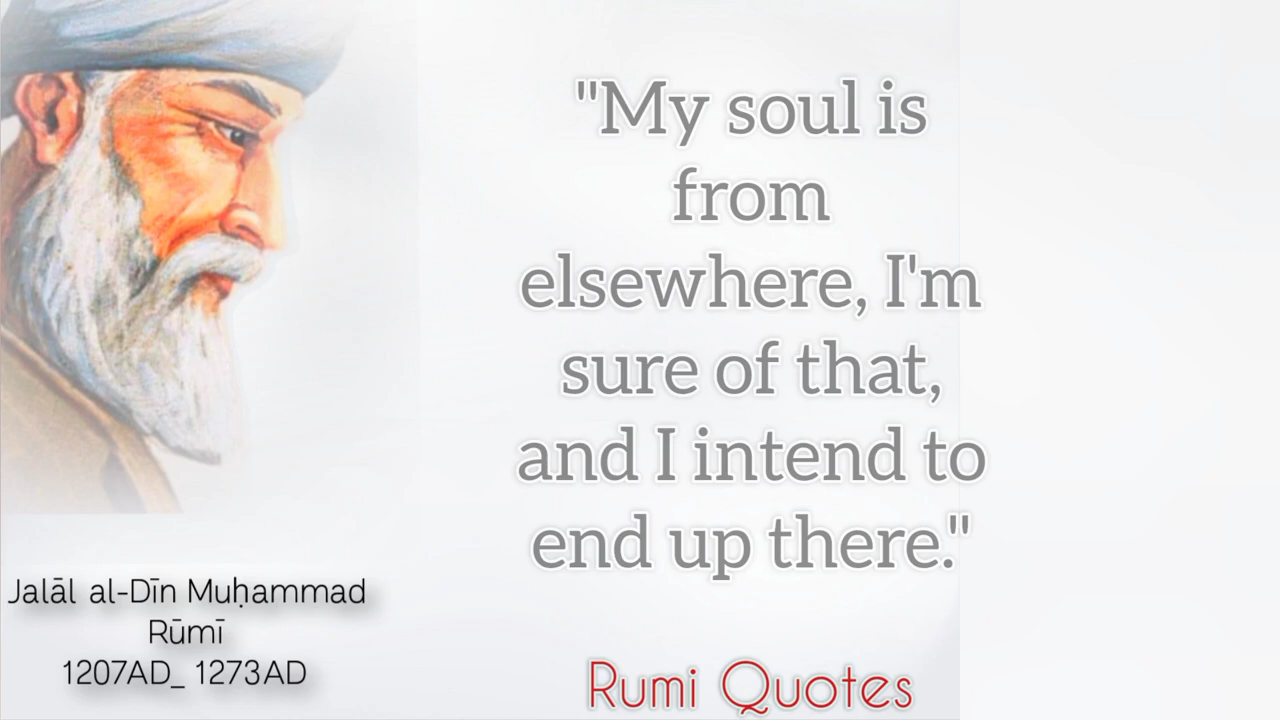 "My soul is
from
elsewhere, I'm
sure of that,
and I intend to
end up there."
Jalāl al-Dīn Muḥammad
Rūmī
1207AD_ 1273AD
Rumi Quotes